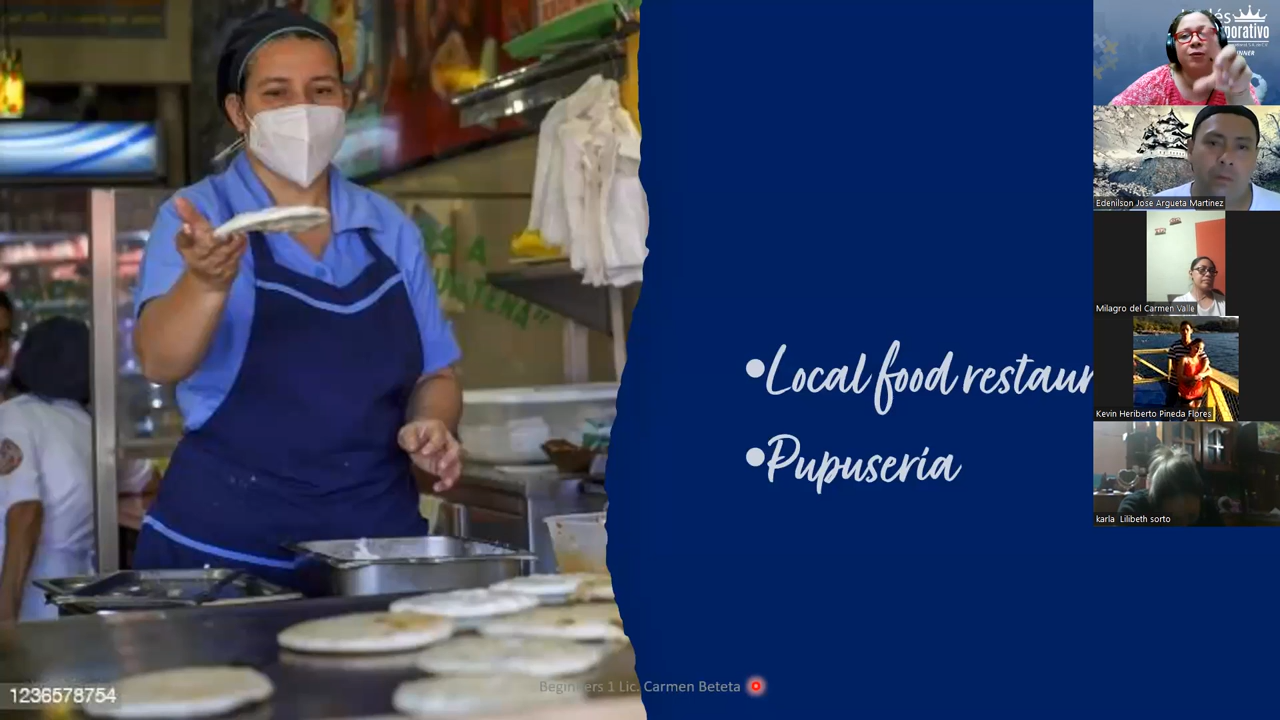 •Local food restaur
•Pupusería
Beginners 1 Lic. Carmen Beteta
1236578754
Edenilson Jose Argueta Martinez
Milagro del Carmen Valle
Kevin Heriberto Pineda Flores
karla Lilibeth sorto